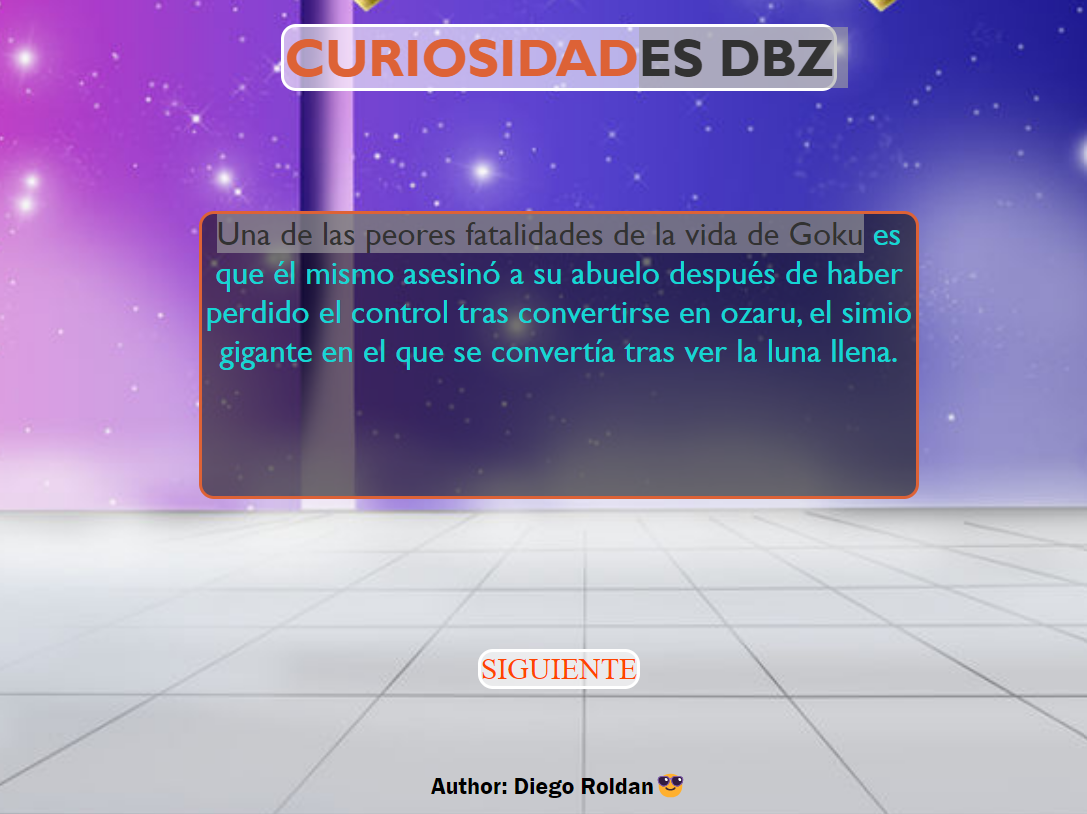 CURIOSIDADES DBZ
Una de las peores fatalidades de la vida de Goku es
que él mismo asesinó a su abuelo después de haber
perdido el control tras convertirse en ozaru, el simio
gigante en el que se convertía tras ver la luna llena.
SIGUIENTE
Author: Diego Roldan😎